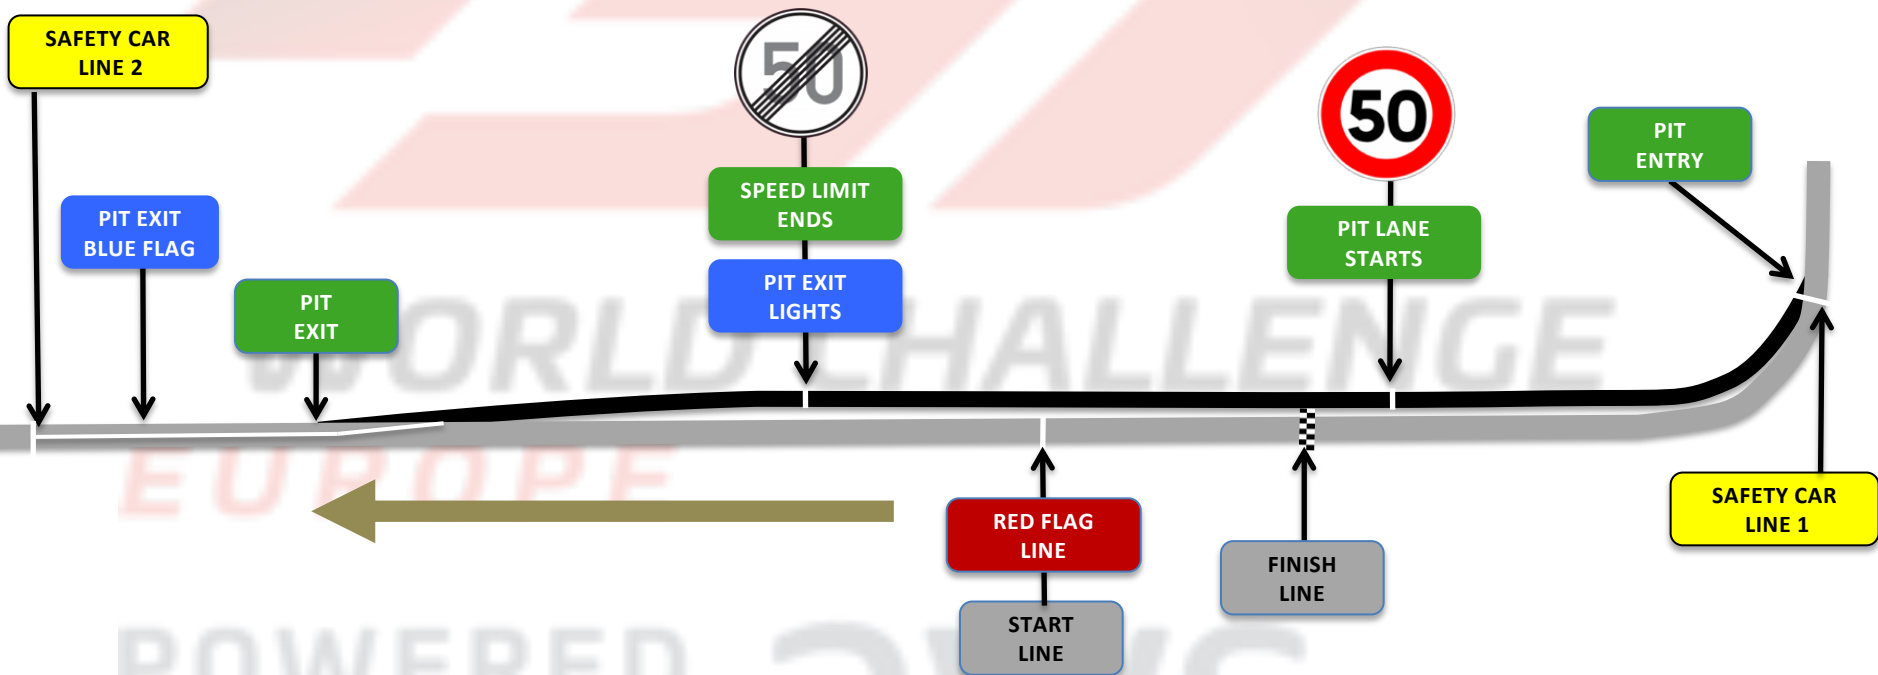 SAFETY CAR
LINE 2
PIT EXIT
BLUE FLAG
PIT
EXIT
50
SPEED LIMIT
ENDS
PIT EXIT
LIGHTS
50
PIT LANE
STARTS
PIT
ENTRY
WORLD CHALLENGE
EUROPE
RED FLAG
LINE
START
LINE
FINISH
LINE
SAFETY CAR
LINE 1
POWERED